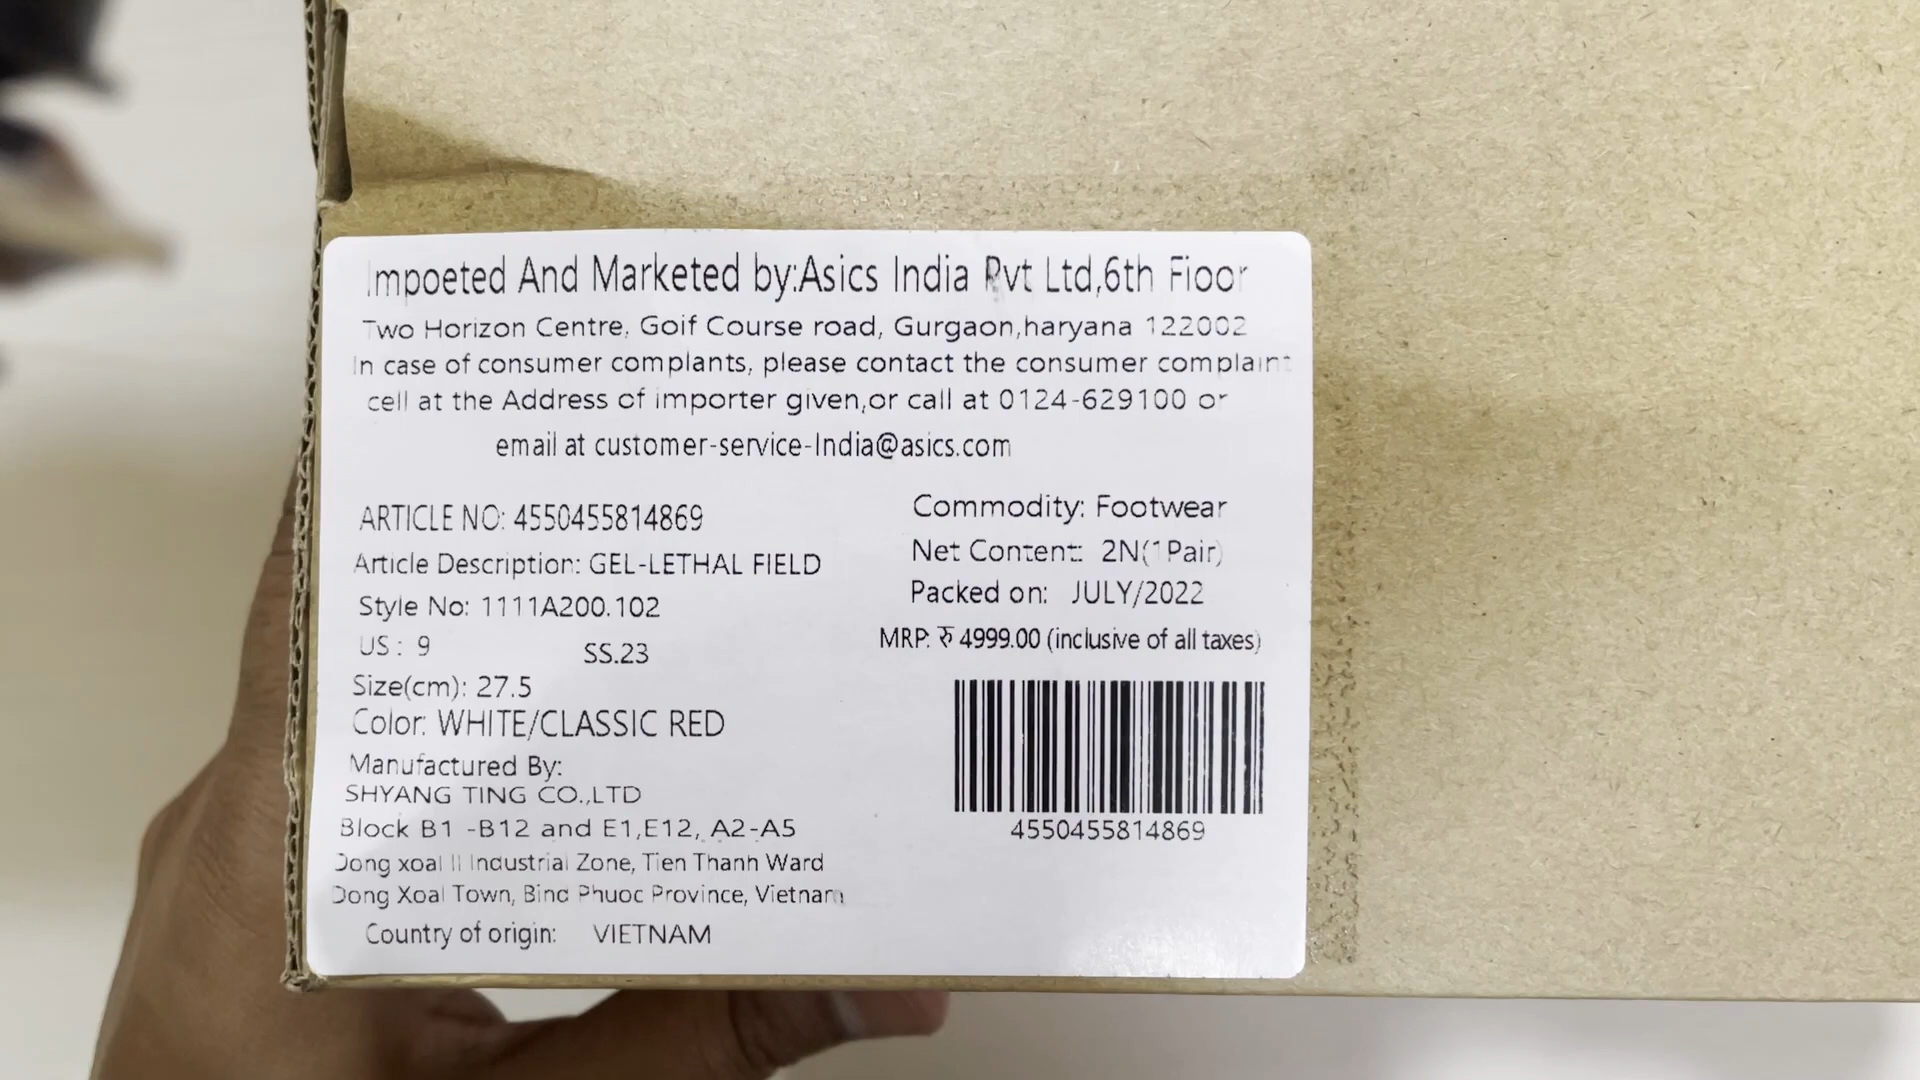 Impoeted And Marketed by:Asics India Pvt Ltd,6th Fioor
Two Horizon Centre, Goif Course road, Gurgaon,haryana 122002
In case of consumer complants, please contact the consumer complaint
cell at the Address of importer given,or call at 0124-629100 or
email at customer-service-India@asics.com
ARTICLE NO: 4550455814869
Article Description: GEL-LETHAL FIELD
Style No: 1111A200.102
US : 9 SS.23
Size(cm): 27.5
Color: WHITE/CLASSIC RED
Manufactured By:
SHYANG TING CO.,LTD
Block B1 -B12 and E1,E12, A2-A5
Dong xoai II Industrial Zone, Tien Thanh Ward
Dong Xoai Town, Bind Phuoc Province, Vietnam
Country of origin: VIETNAM
Commodity: Footwear
Net Content: 2N(1Pair)
Packed on: JULY/2022
MRP: रु 4999.00 (inclusive of all taxes)
4550455814869